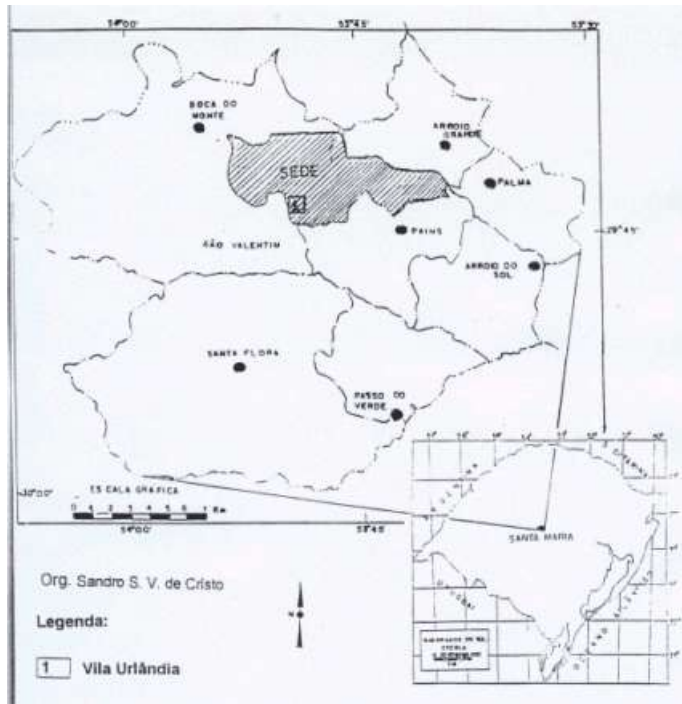 54°00' 53°45' 53°30'
BOCA DO
MONTE
ARROIO
GRANDE
SEDE
PALMA
1
29°45'
PAINS
SÃO VALENTIM
ARROIO DO
SOL
SANTA FLORA
PASSO DO
VERDE
30°00'
ESCALA GRÁFICA
Km
54°00 53°45'
SANTA MARIA
Org. Sandro S. V. de Cristo
N
Legenda:
1 Vila Urlândia